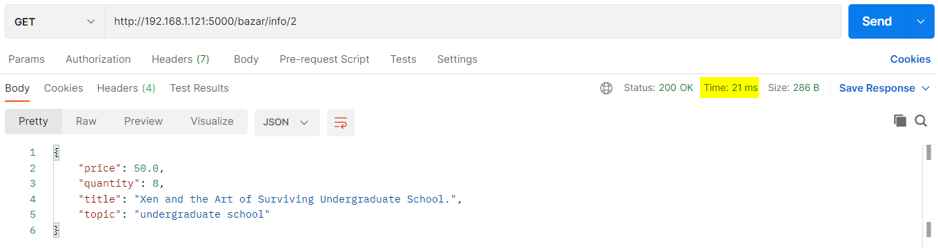 GET http://192.168.1.121:5000/bazar/info/2 Send
Params Authorization Headers (7) Body Pre-request Script Tests Settings Cookies
Body Cookies Headers (4) Test Results Status: 200 OK Time: 21 ms Size: 286 B Save Response
Pretty Raw Preview Visualize JSON
1 {
2 "price": 50.0,
3 "quantity": 8,
4 "title": "Xen and the Art of Surviving Undergraduate School.",
5 "topic": "undergraduate school"
6 }